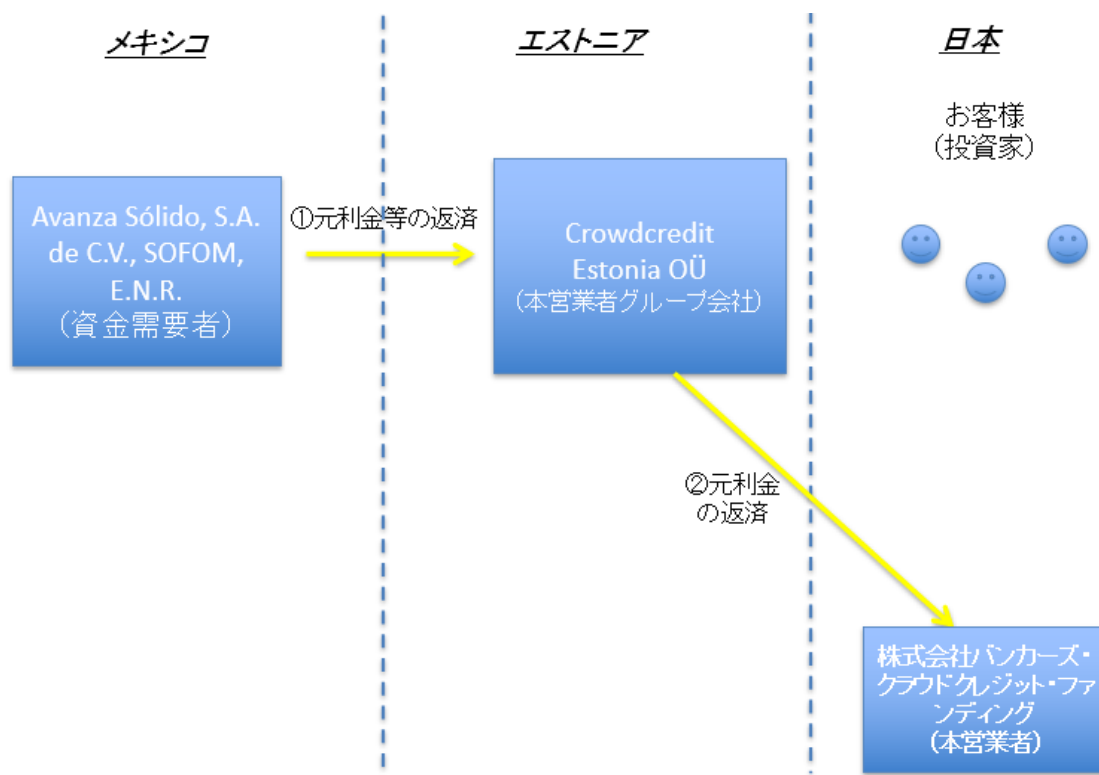 メキシコ
エストニア
日本
お客様
（投資家）
Avanza Sólido, S.A.
de C.V., SOFOM,
E.N.R.
（資金需要者）
①元利金等の返済
Crowdcredit
Estonia OÜ
（本営業者グループ会社）
②元利金
の返済
株式会社バンカーズ・
クラウドクレジット・ファ
ンディング
（本営業者）